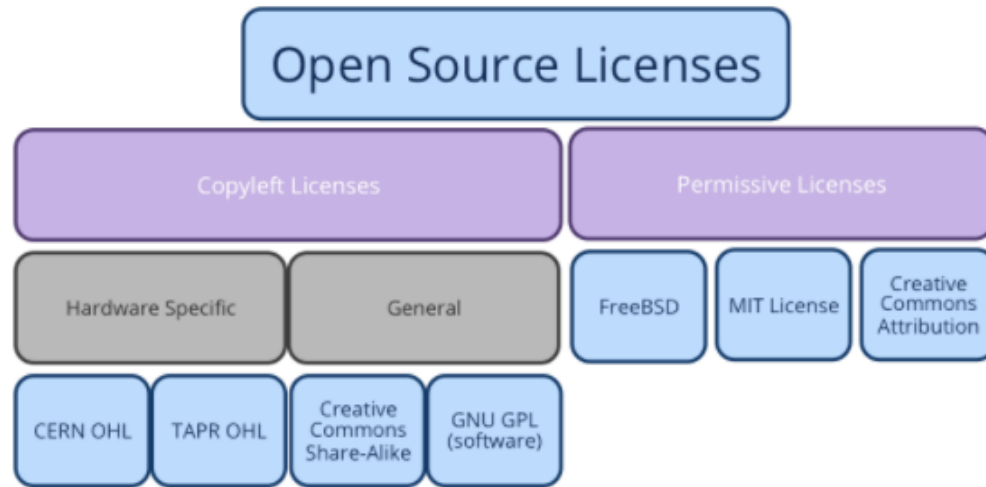 Open Source Licenses
Copyleft Licenses
Permissive Licenses
Hardware Specific
General
FreeBSD
MIT License
Creative
Commons
Attribution
CERN OHL
TAPR OHL
Creative
Commons
Share-Alike
GNU GPL
(software)